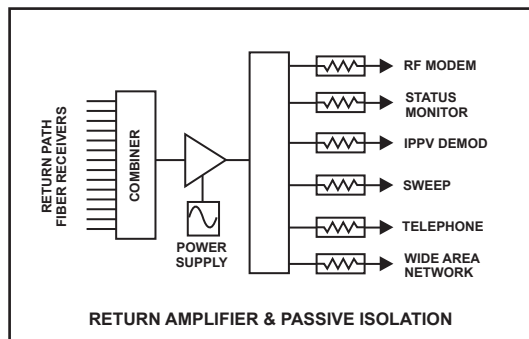 RETURN PATH
FIBER RECEIVERS
COMBINER
POWER
SUPPLY
RF MODEM
STATUS
MONITOR
IPPV DEMOD
SWEEP
TELEPHONE
WIDE AREA
NETWORK
RETURN AMPLIFIER & PASSIVE ISOLATION